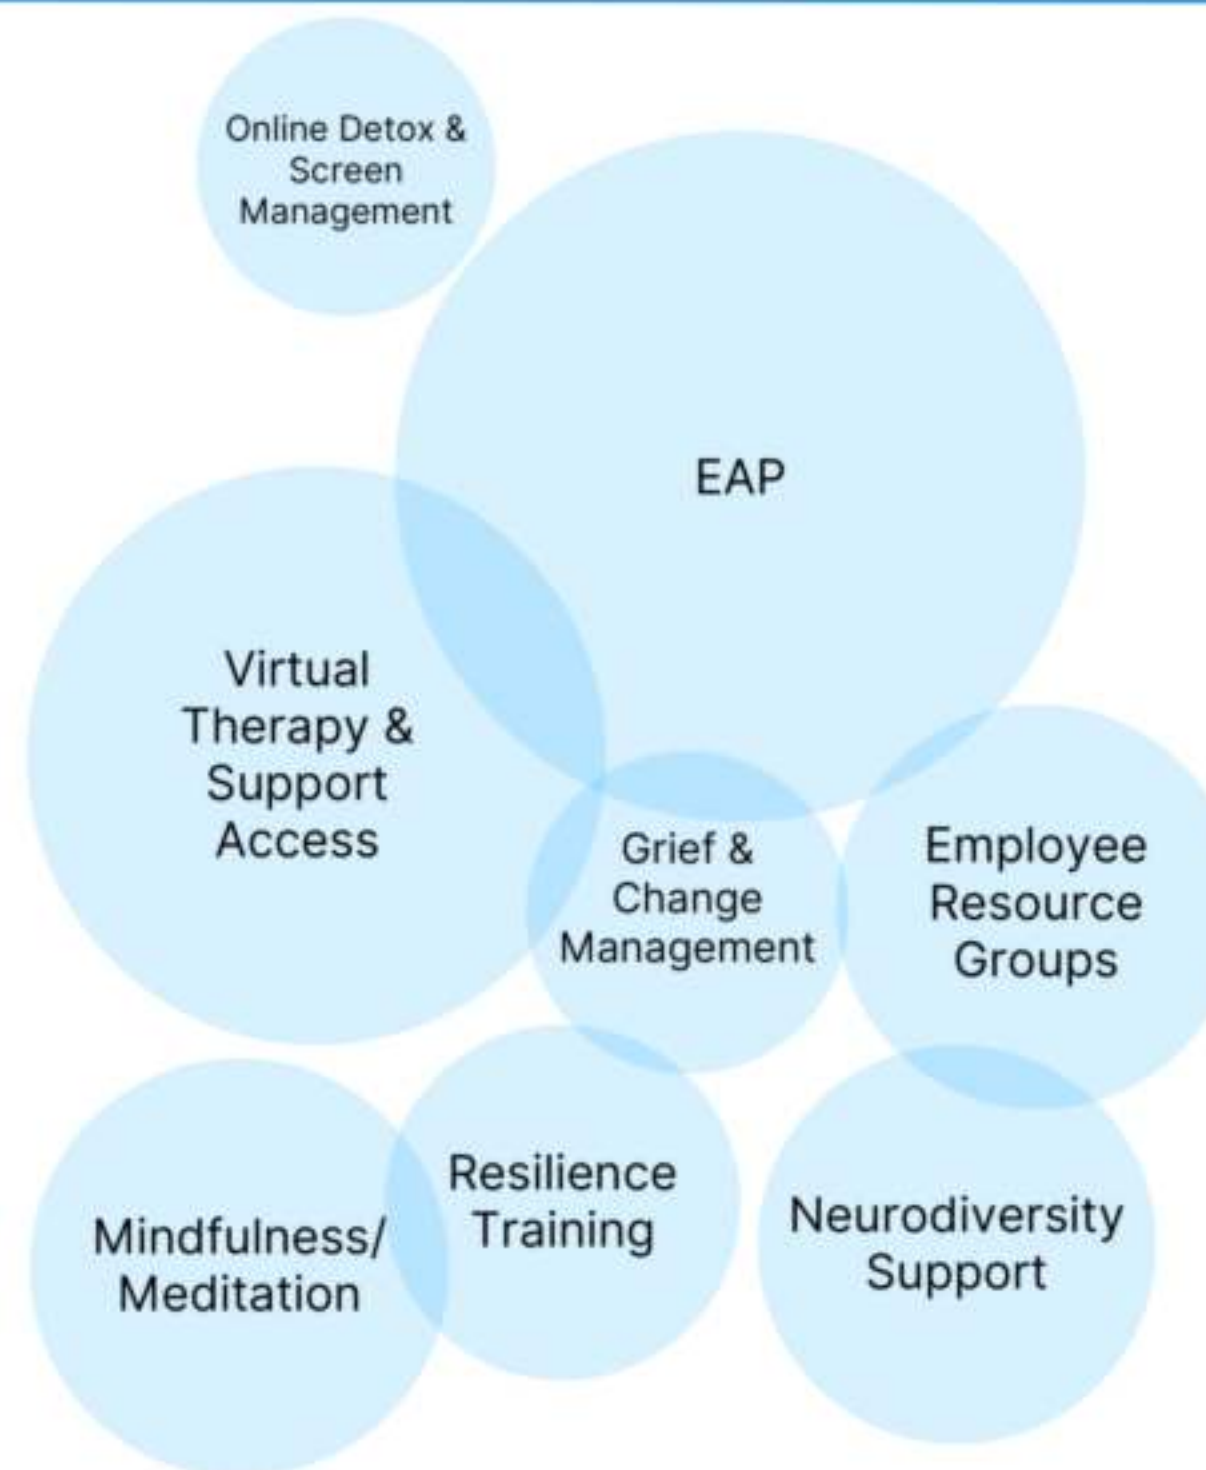 Online Detox &
Screen
Management
EAP
Virtual
Therapy &
Support
Access
Grief &
Change
Management
Employee
Resource
Groups
Resilience
Training
Mindfulness/
Meditation
Neurodiversity
Support